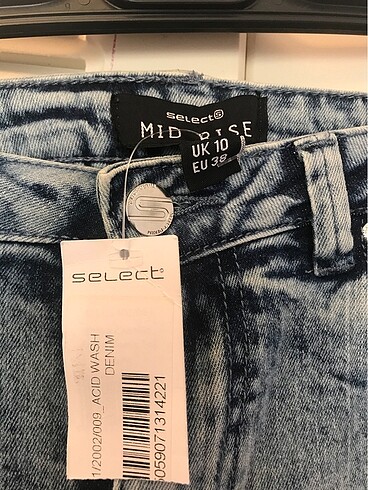 select
MID RISE
UK 10
EU 38
select
1/2002/009_ACID WASH
DENIM
5059071314221